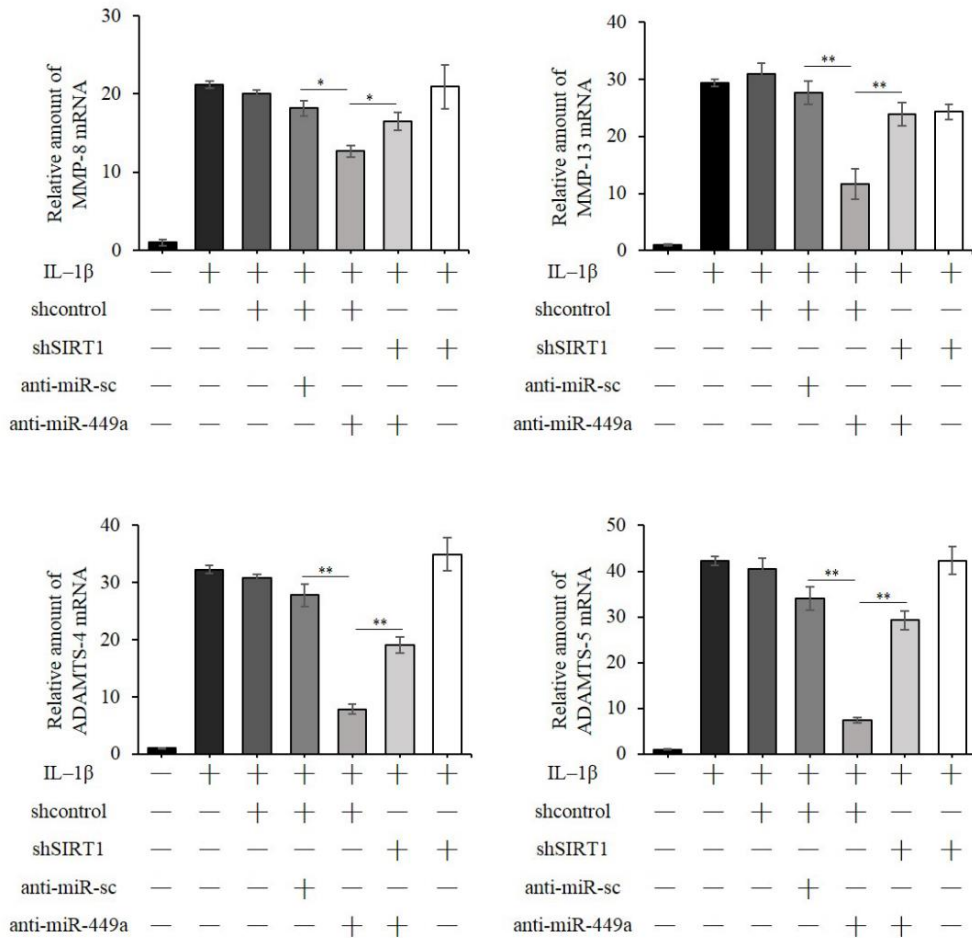 Relative amount of
MMP-8 mRNA
30
20
10
0
*
*
IL–1β — + + + + + +
shcontrol — — + + + — —
shSIRT1 — — — — — + +
anti-miR-sc — — — + — — —
anti-miR-449a — — — — + + —
Relative amount of
MMP-13 mRNA
40
30
20
10
0
**
**
IL–1β — + + + + + +
shcontrol — — + + + — —
shSIRT1 — — — — — + +
anti-miR-sc — — — + — — —
anti-miR-449a — — — — + + —
Relative amount of
ADAMTS-4 mRNA
40
30
20
10
0
**
**
IL–1β — + + + + + +
shcontrol — — + + + — —
shSIRT1 — — — — — + +
anti-miR-sc — — — + — — —
anti-miR-449a — — — — + + —
Relative amount of
ADAMTS-5 mRNA
50
40
30
20
10
0
**
**
IL–1β — + + + + + +
shcontrol — — + + + — —
shSIRT1 — — — — — + +
anti-miR-sc — — — + — — —
anti-miR-449a — — — — + + —